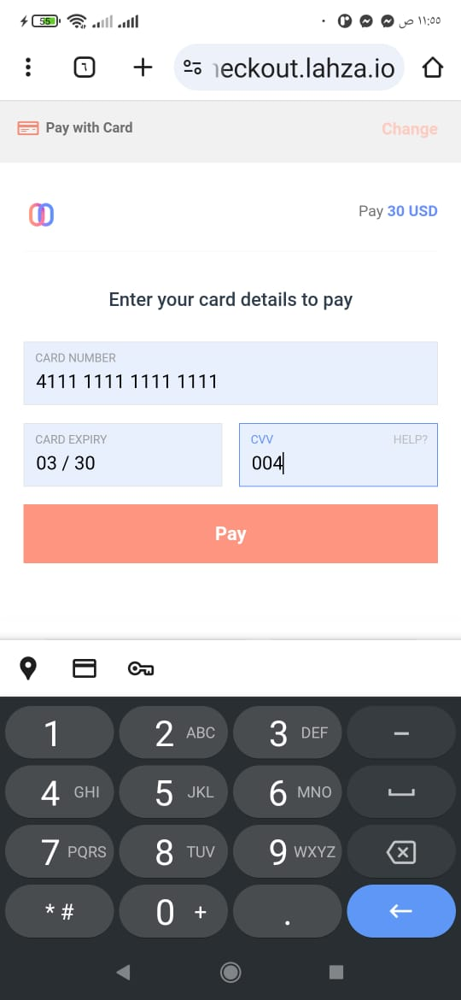 55 ١١:٥٥ ص
1 heckout.lahza.io
Pay with Card Change
Pay 30 USD
Enter your card details to pay
CARD NUMBER
4111 1111 1111 1111
CARD EXPIRY CVV HELP?
03 / 30 004
Pay
1 2 ABC 3 DEF –
4 GHI 5 JKL 6 MNO
7 PQRS 8 TUV 9 WXYZ
* # 0 + .